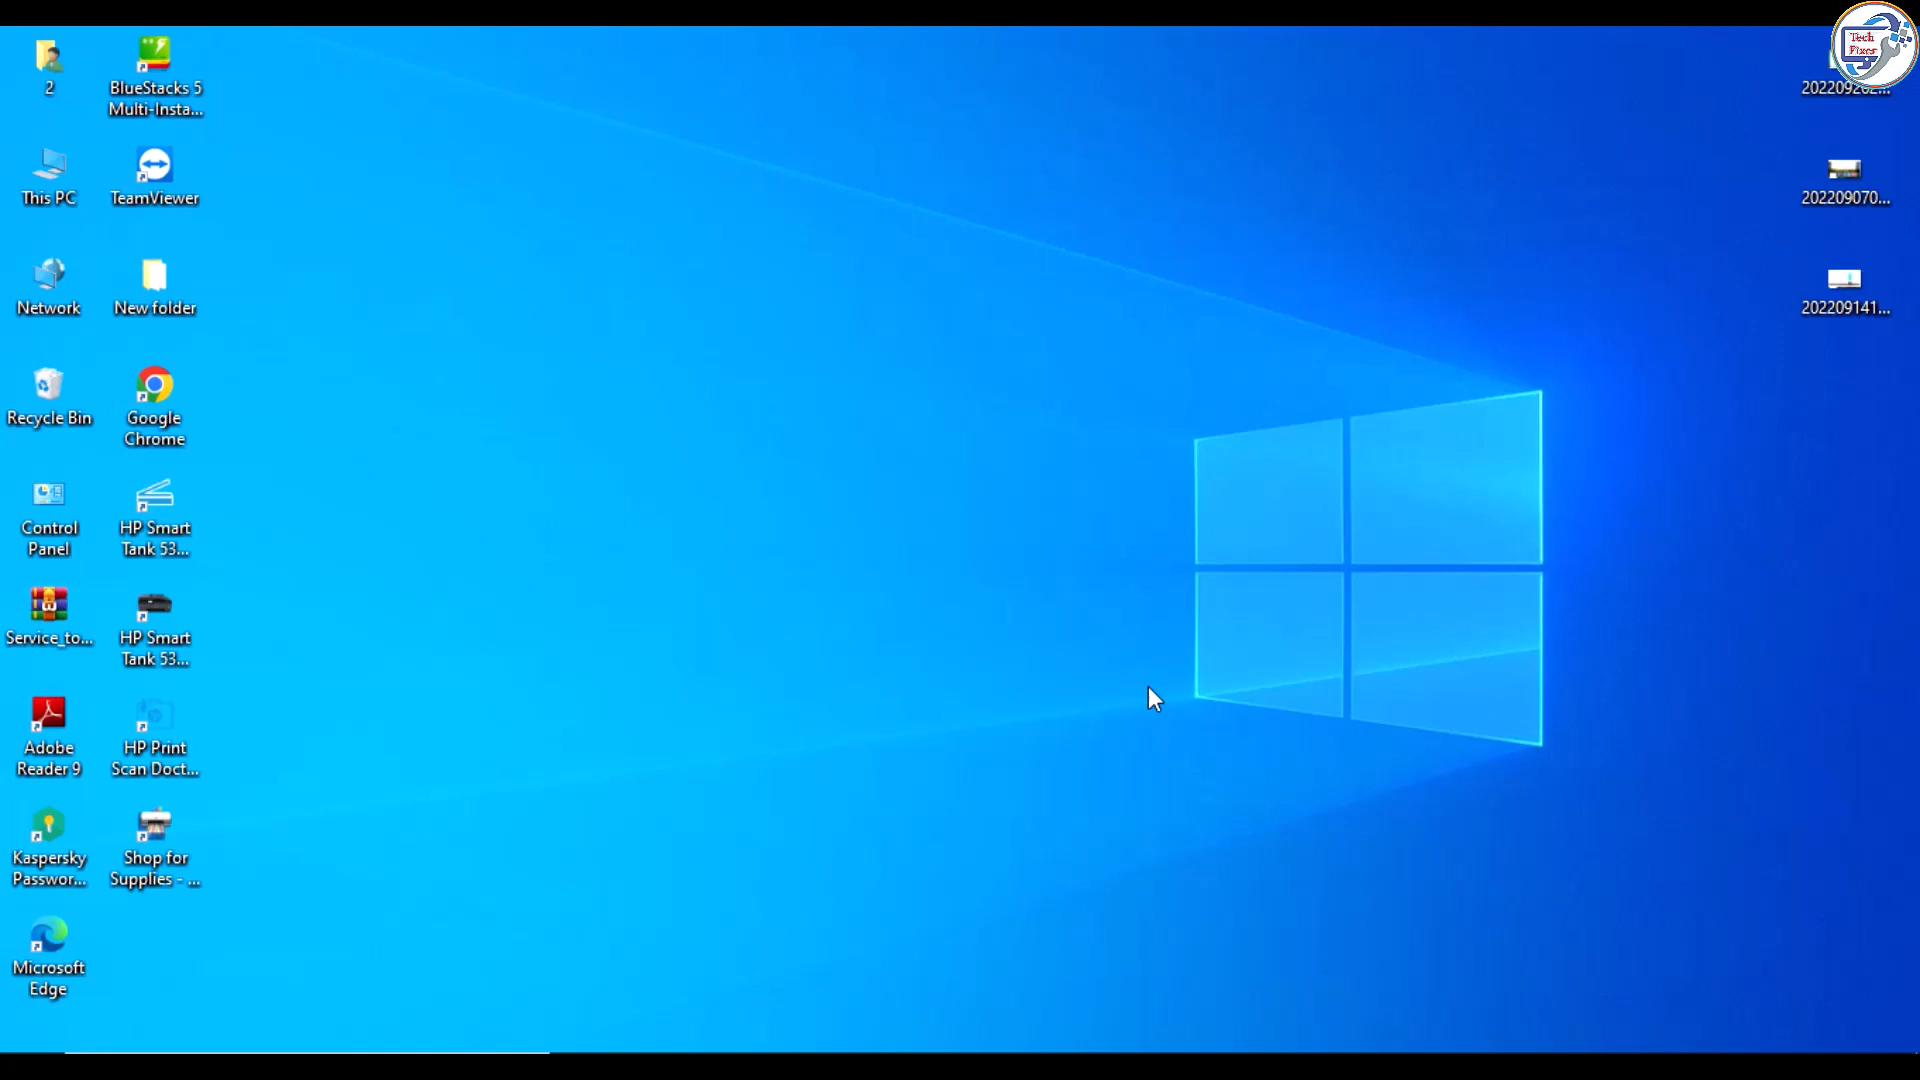 2
BlueStacks 5
Multi-Insta...
This PC
TeamViewer
Network
New folder
Recycle Bin
Google
Chrome
Control
Panel
HP Smart
Tank 53...
Service_to...
HP Smart
Tank 53...
Adobe
Reader 9
HP Print
Scan Doct...
Kaspersky
Passwor...
Shop for
Supplies - ...
Microsoft
Edge
Tech
Fixer
202209202...
202209070...
202209141...